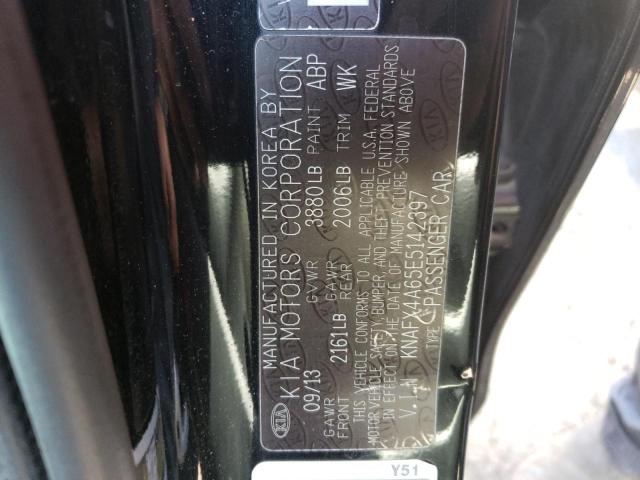 MANUFACTURED IN KOREA BY
KIA KIA MOTORS CORPORATION
09/13 GVWR 3880LB PAINT ABP
GAWR FRONT 2161LB GAWR REAR 2006LB TRIM WK
THIS VEHICLE CONFORMS TO ALL APPLICABLE U.S.A. FEDERAL
MOTOR VEHICLE SAFETY, BUMPER, AND THEFT PREVENTION STANDARDS
IN EFFECT ON THE DATE OF MANUFACTURE SHOWN ABOVE
V.I.N : KNAFX4A65E5142397
TYPE : PASSENGER CAR
Y51